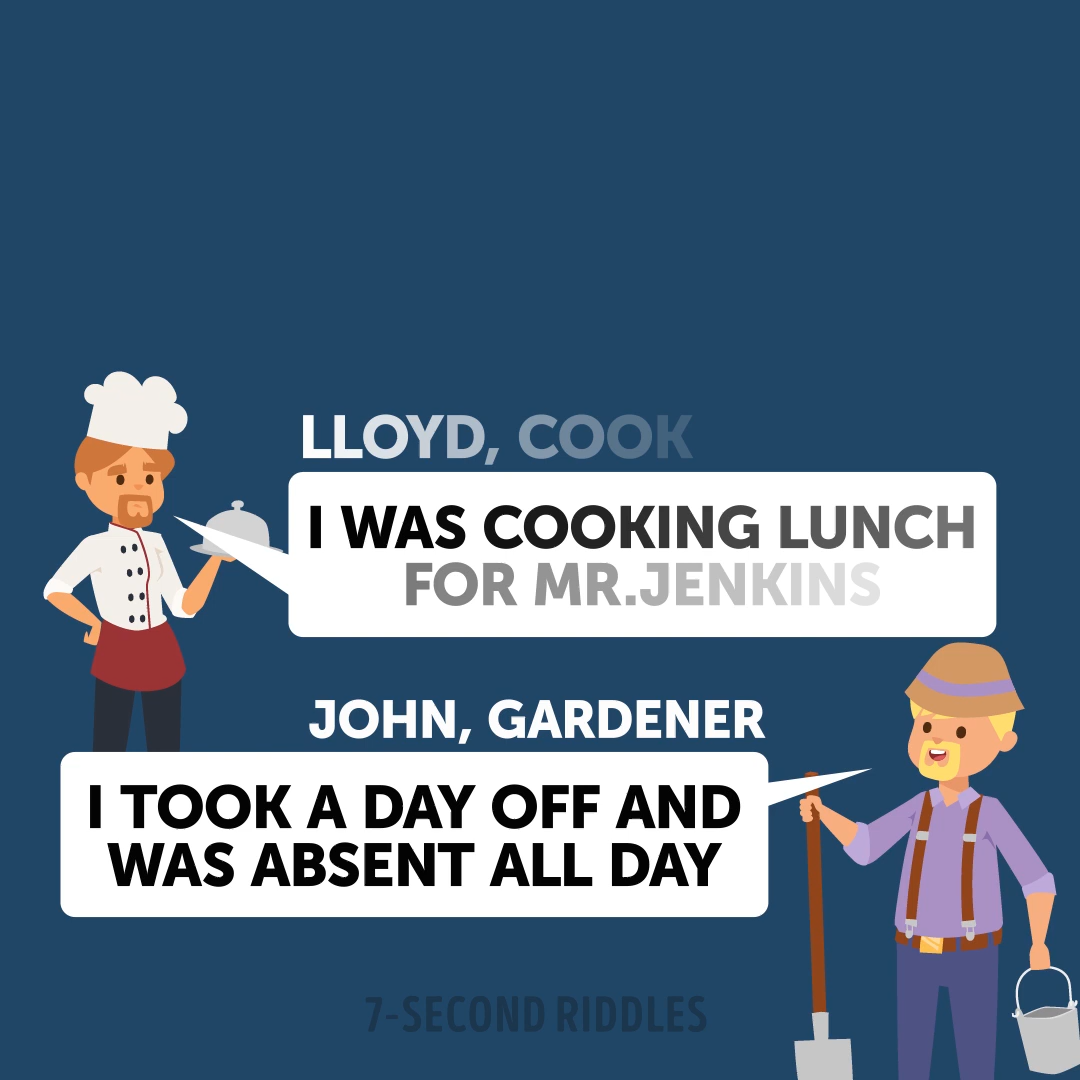 LLOYD, COOK
I WAS COOKING LUNCH
FOR MR.JENKINS
JOHN, GARDENER
I TOOK A DAY OFF AND
WAS ABSENT ALL DAY
7-SECOND RIDDLES